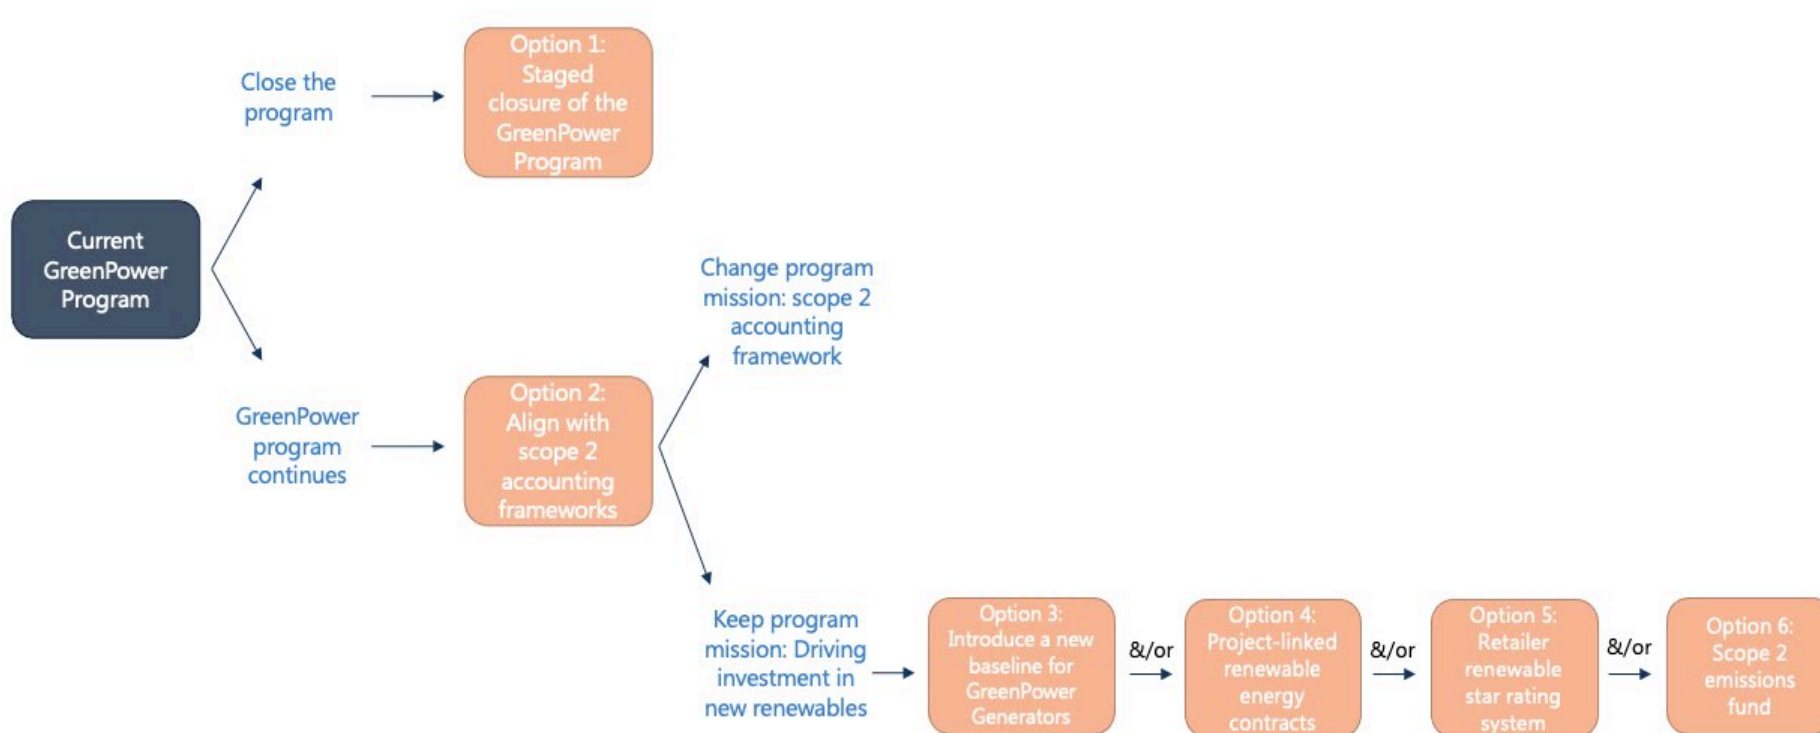 Close the
program
Option 1:
Staged
closure of the
GreenPower
Program
Current
GreenPower
Program
GreenPower
program
continues
Option 2:
Align with
scope 2
accounting
frameworks
Change program
mission: scope 2
accounting
framework
Keep program
mission: Driving
investment in
new renewables
Option 3:
Introduce a new
baseline for
GreenPower
Generators
&/or
Option 4:
Project-linked
renewable
energy
contracts
&/or
Option 5:
Retailer
renewable
star rating
system
&/or
Option 6:
Scope 2
emissions
fund